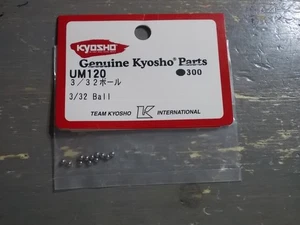 KYOSHO
Genuine Kyosho® Parts
UM120
●300
3/32ボール
3/32 Ball
TEAM KYOSHO K INTERNATIONAL